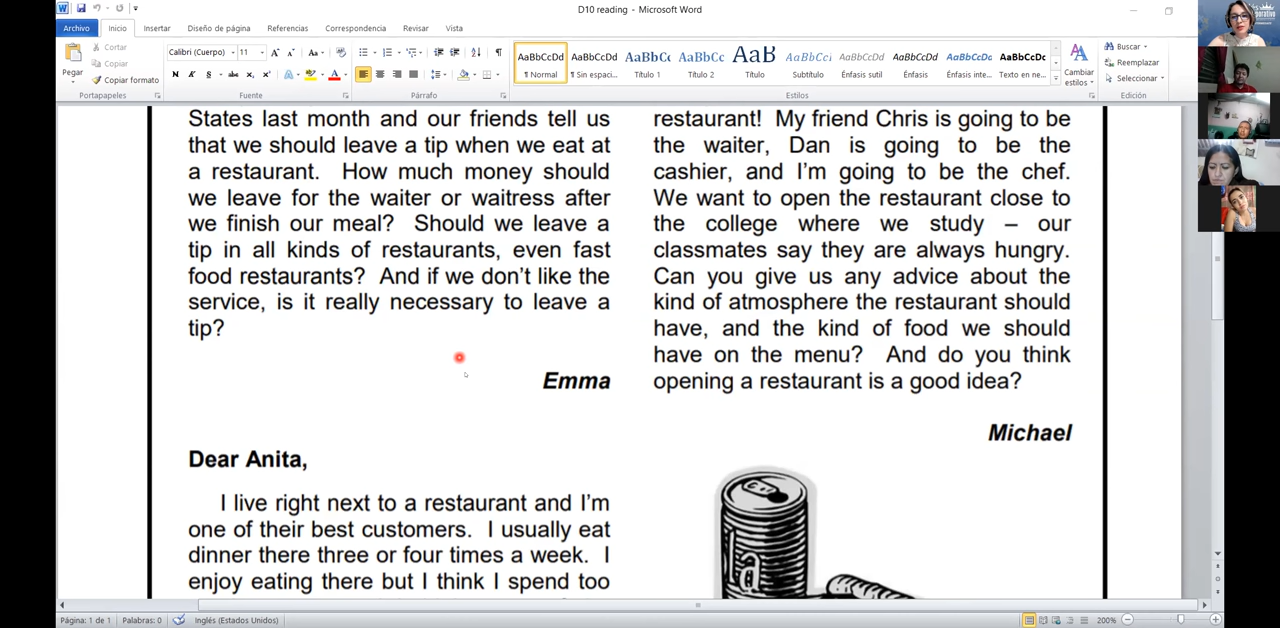 D10 reading - Microsoft Word
Archivo Inicio Insertar Diseño de página Referencias Correspondencia Revisar Vista
Pegar
Cortar
Copiar
Copiar formato
Portapapeles
Calibri (Cuerpo) 11
Fuente
Párrafo
AaBbCcDd AaBbCcDd AaBbCc AaBbCc AaB AaBbCci AaBbCcDd AaBbCcDd AaBbCcDc AaBbCcDc
¶ Normal ¶ Sin espaci... Título 1 Título 2 Título Subtítulo Énfasis sutil Énfasis Énfasis inte... Texto en ne...
Estilos
Cambiar
estilos
Buscar
Reemplazar
Seleccionar
Edición
States last month and our friends tell us
that we should leave a tip when we eat at
a restaurant. How much money should
we leave for the waiter or waitress after
we finish our meal? Should we leave a
tip in all kinds of restaurants, even fast
food restaurants? And if we don't like the
service, is it really necessary to leave a
tip?
Emma
Dear Anita,
I live right next to a restaurant and I'm
one of their best customers. I usually eat
dinner there three or four times a week. I
enjoy eating there but I think I spend too
restaurant! My friend Chris is going to be
the waiter, Dan is going to be the
cashier, and I'm going to be the chef.
We want to open the restaurant close to
the college where we study – our
classmates say they are always hungry.
Can you give us any advice about the
kind of atmosphere the restaurant should
have, and the kind of food we should
have on the menu? And do you think
opening a restaurant is a good idea?
Michael
la
Página: 1 de 1 Palabras: 0 Inglés (Estados Unidos) 200%